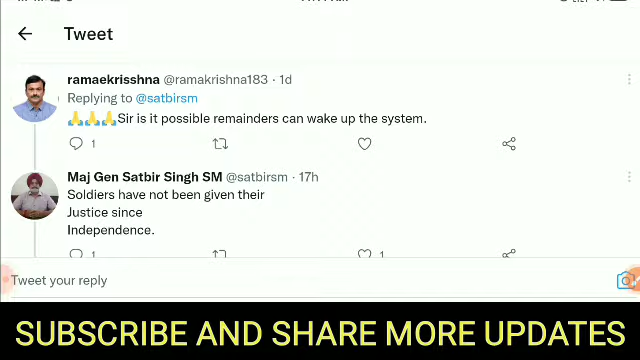 Tweet
ramaekrisshna @ramakrishna183 · 1d
Replying to @satbirsm
🙏🙏🙏Sir is it possible remainders can wake up the system.
1
Maj Gen Satbir Singh SM @satbirsm · 17h
Soldiers have not been given their
Justice since
Independence.
1 1
Tweet your reply
SUBSCRIBE AND SHARE MORE UPDATES